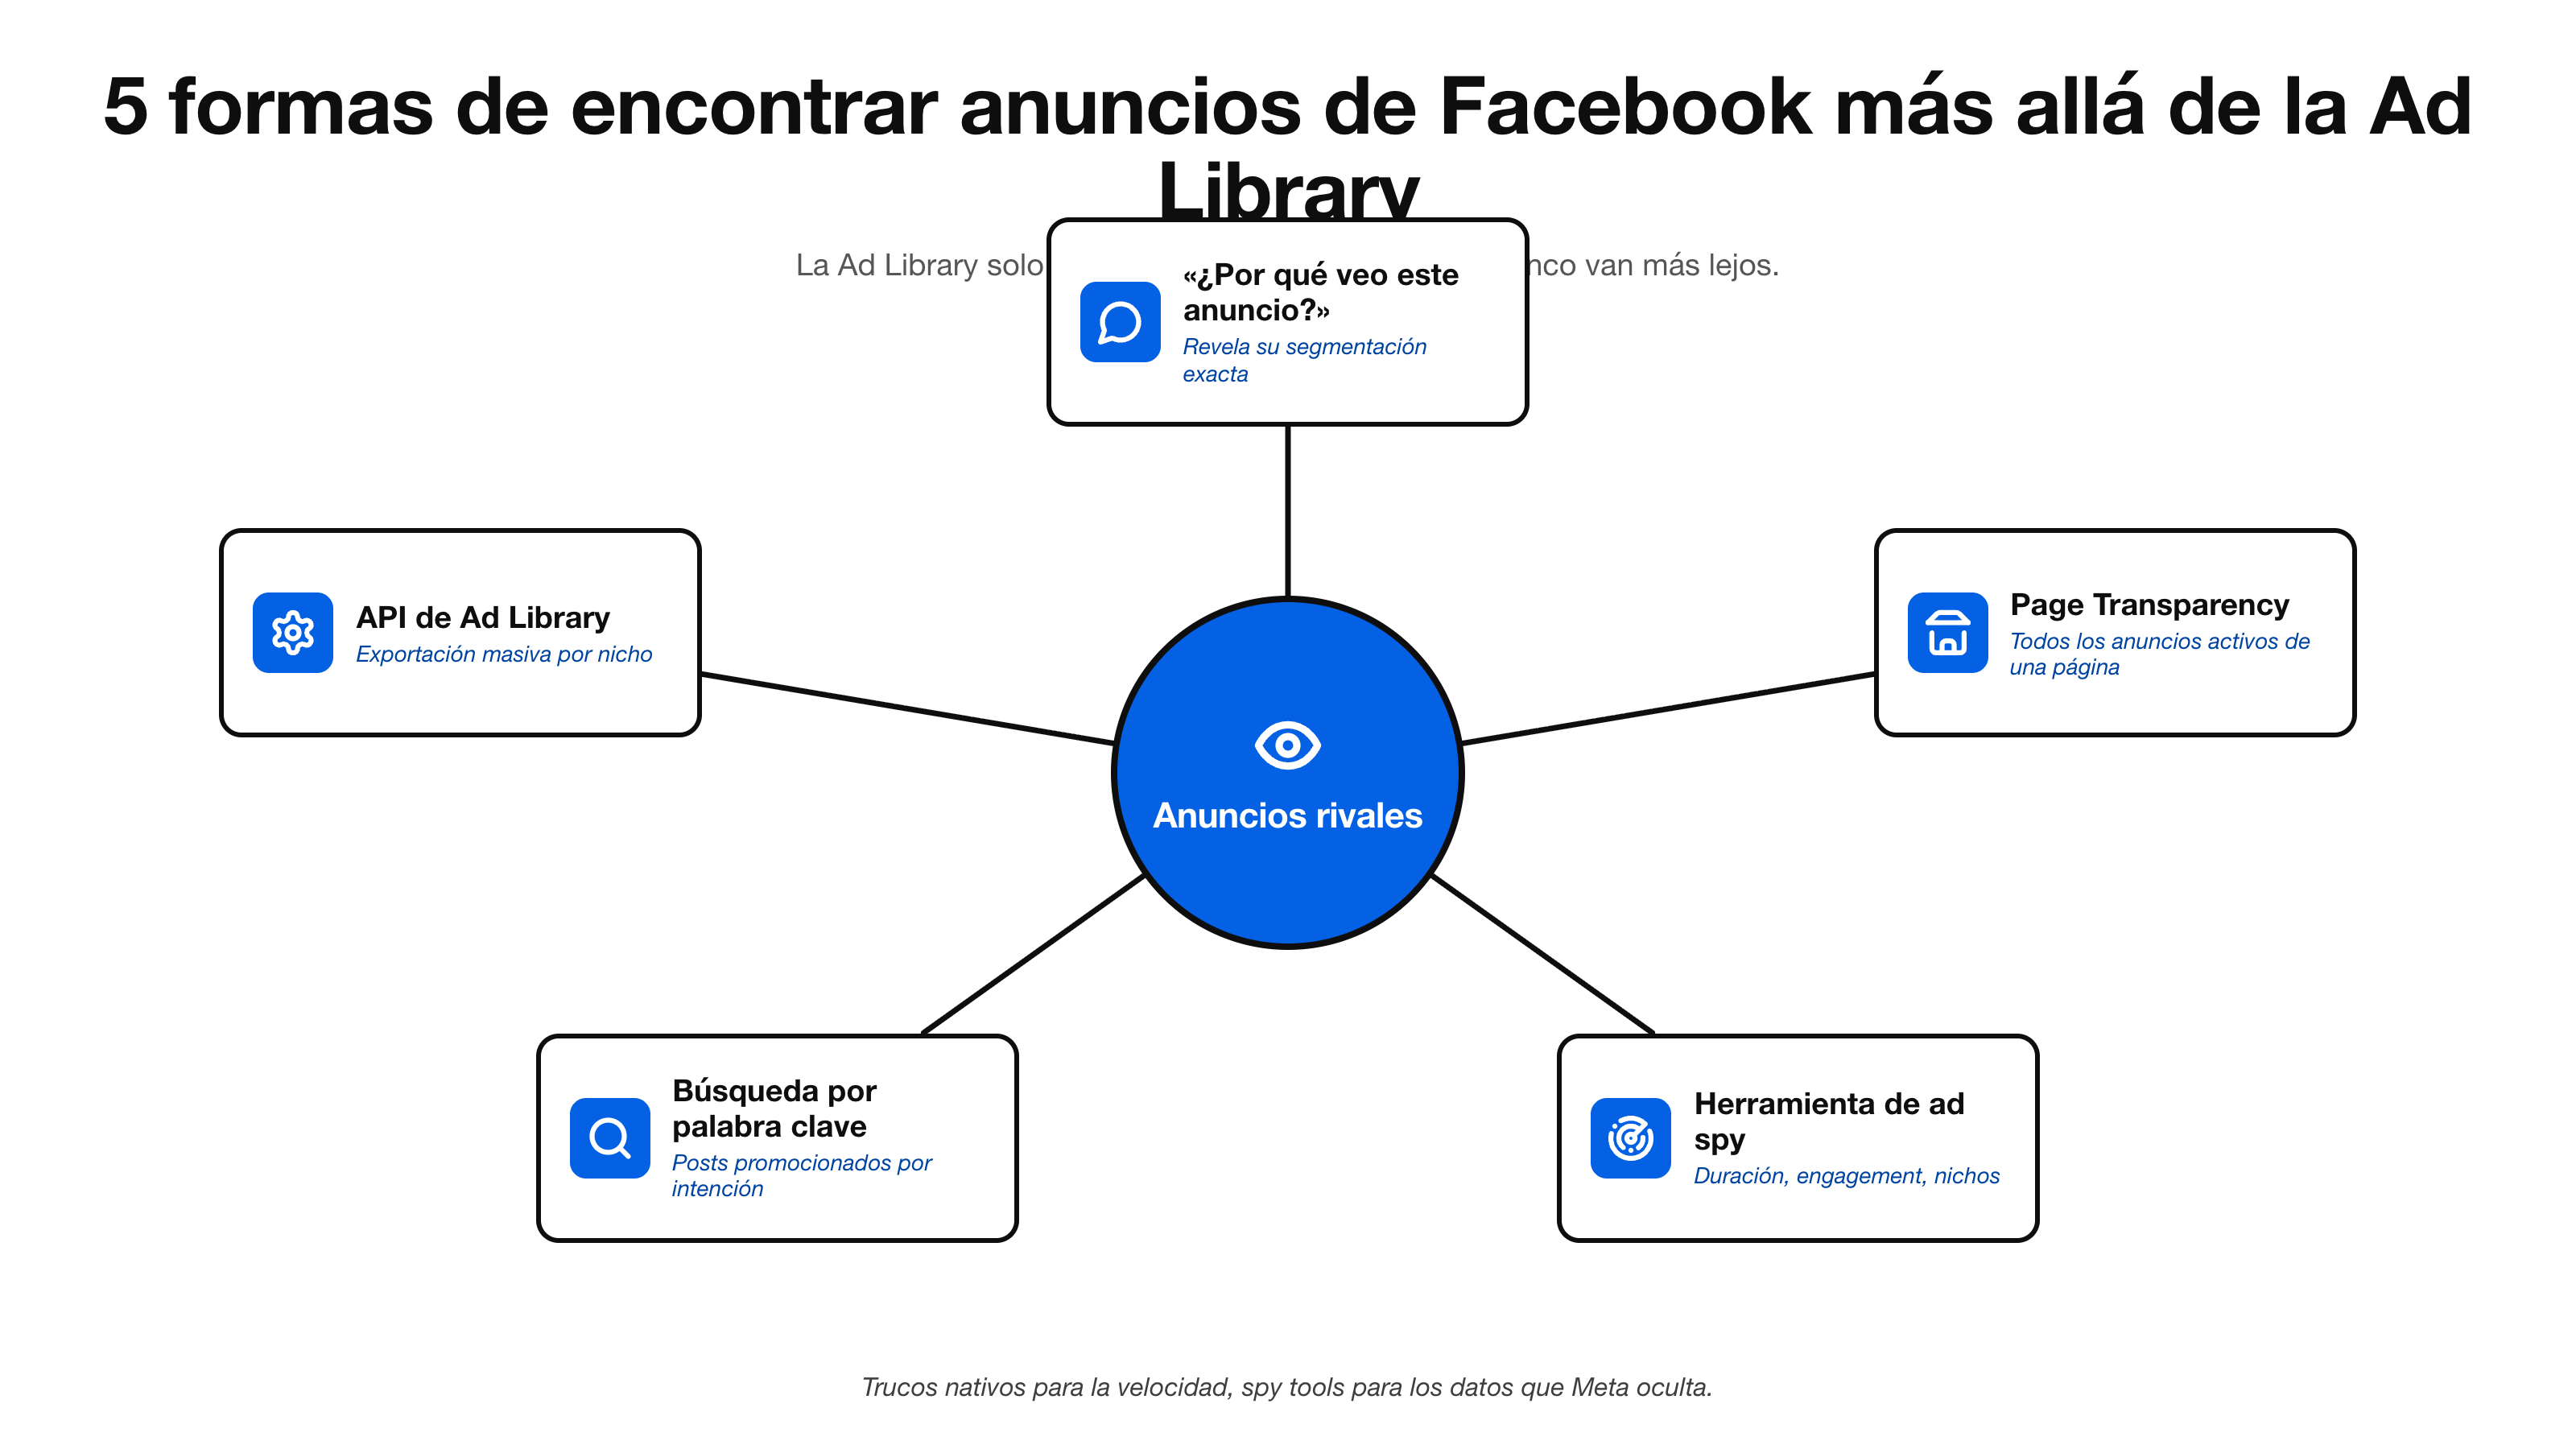 5 formas de encontrar anuncios de Facebook más allá de la Ad
Library
La Ad Library solo
van más lejos.
«¿Por qué veo este
anuncio?»
Revela su segmentación
exacta
API de Ad Library
Exportación masiva por nicho
Page Transparency
Todos los anuncios activos de
una página
Anuncios rivales
Búsqueda por
palabra clave
Posts promocionados por
intención
Herramienta de ad
spy
Duración, engagement, nichos
Trucos nativos para la velocidad, spy tools para los datos que Meta oculta.